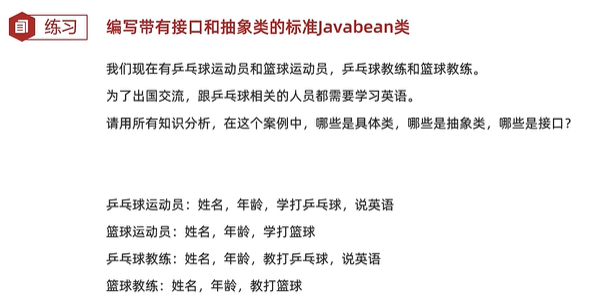 练习 编写带有接口和抽象类的标准Javabean类
我们现在有乒乓球运动员和篮球运动员，乒乓球教练和篮球教练。
为了出国交流，跟乒乓球相关的人员都需要学习英语。
请用所有知识分析，在这个案例中，哪些是具体类，哪些是抽象类，哪些是接口？
乒乓球运动员：姓名，年龄，学打乒乓球，说英语
篮球运动员：姓名，年龄，学打篮球
乒乓球教练：姓名，年龄，教打乒乓球，说英语
篮球教练：姓名，年龄，教打篮球